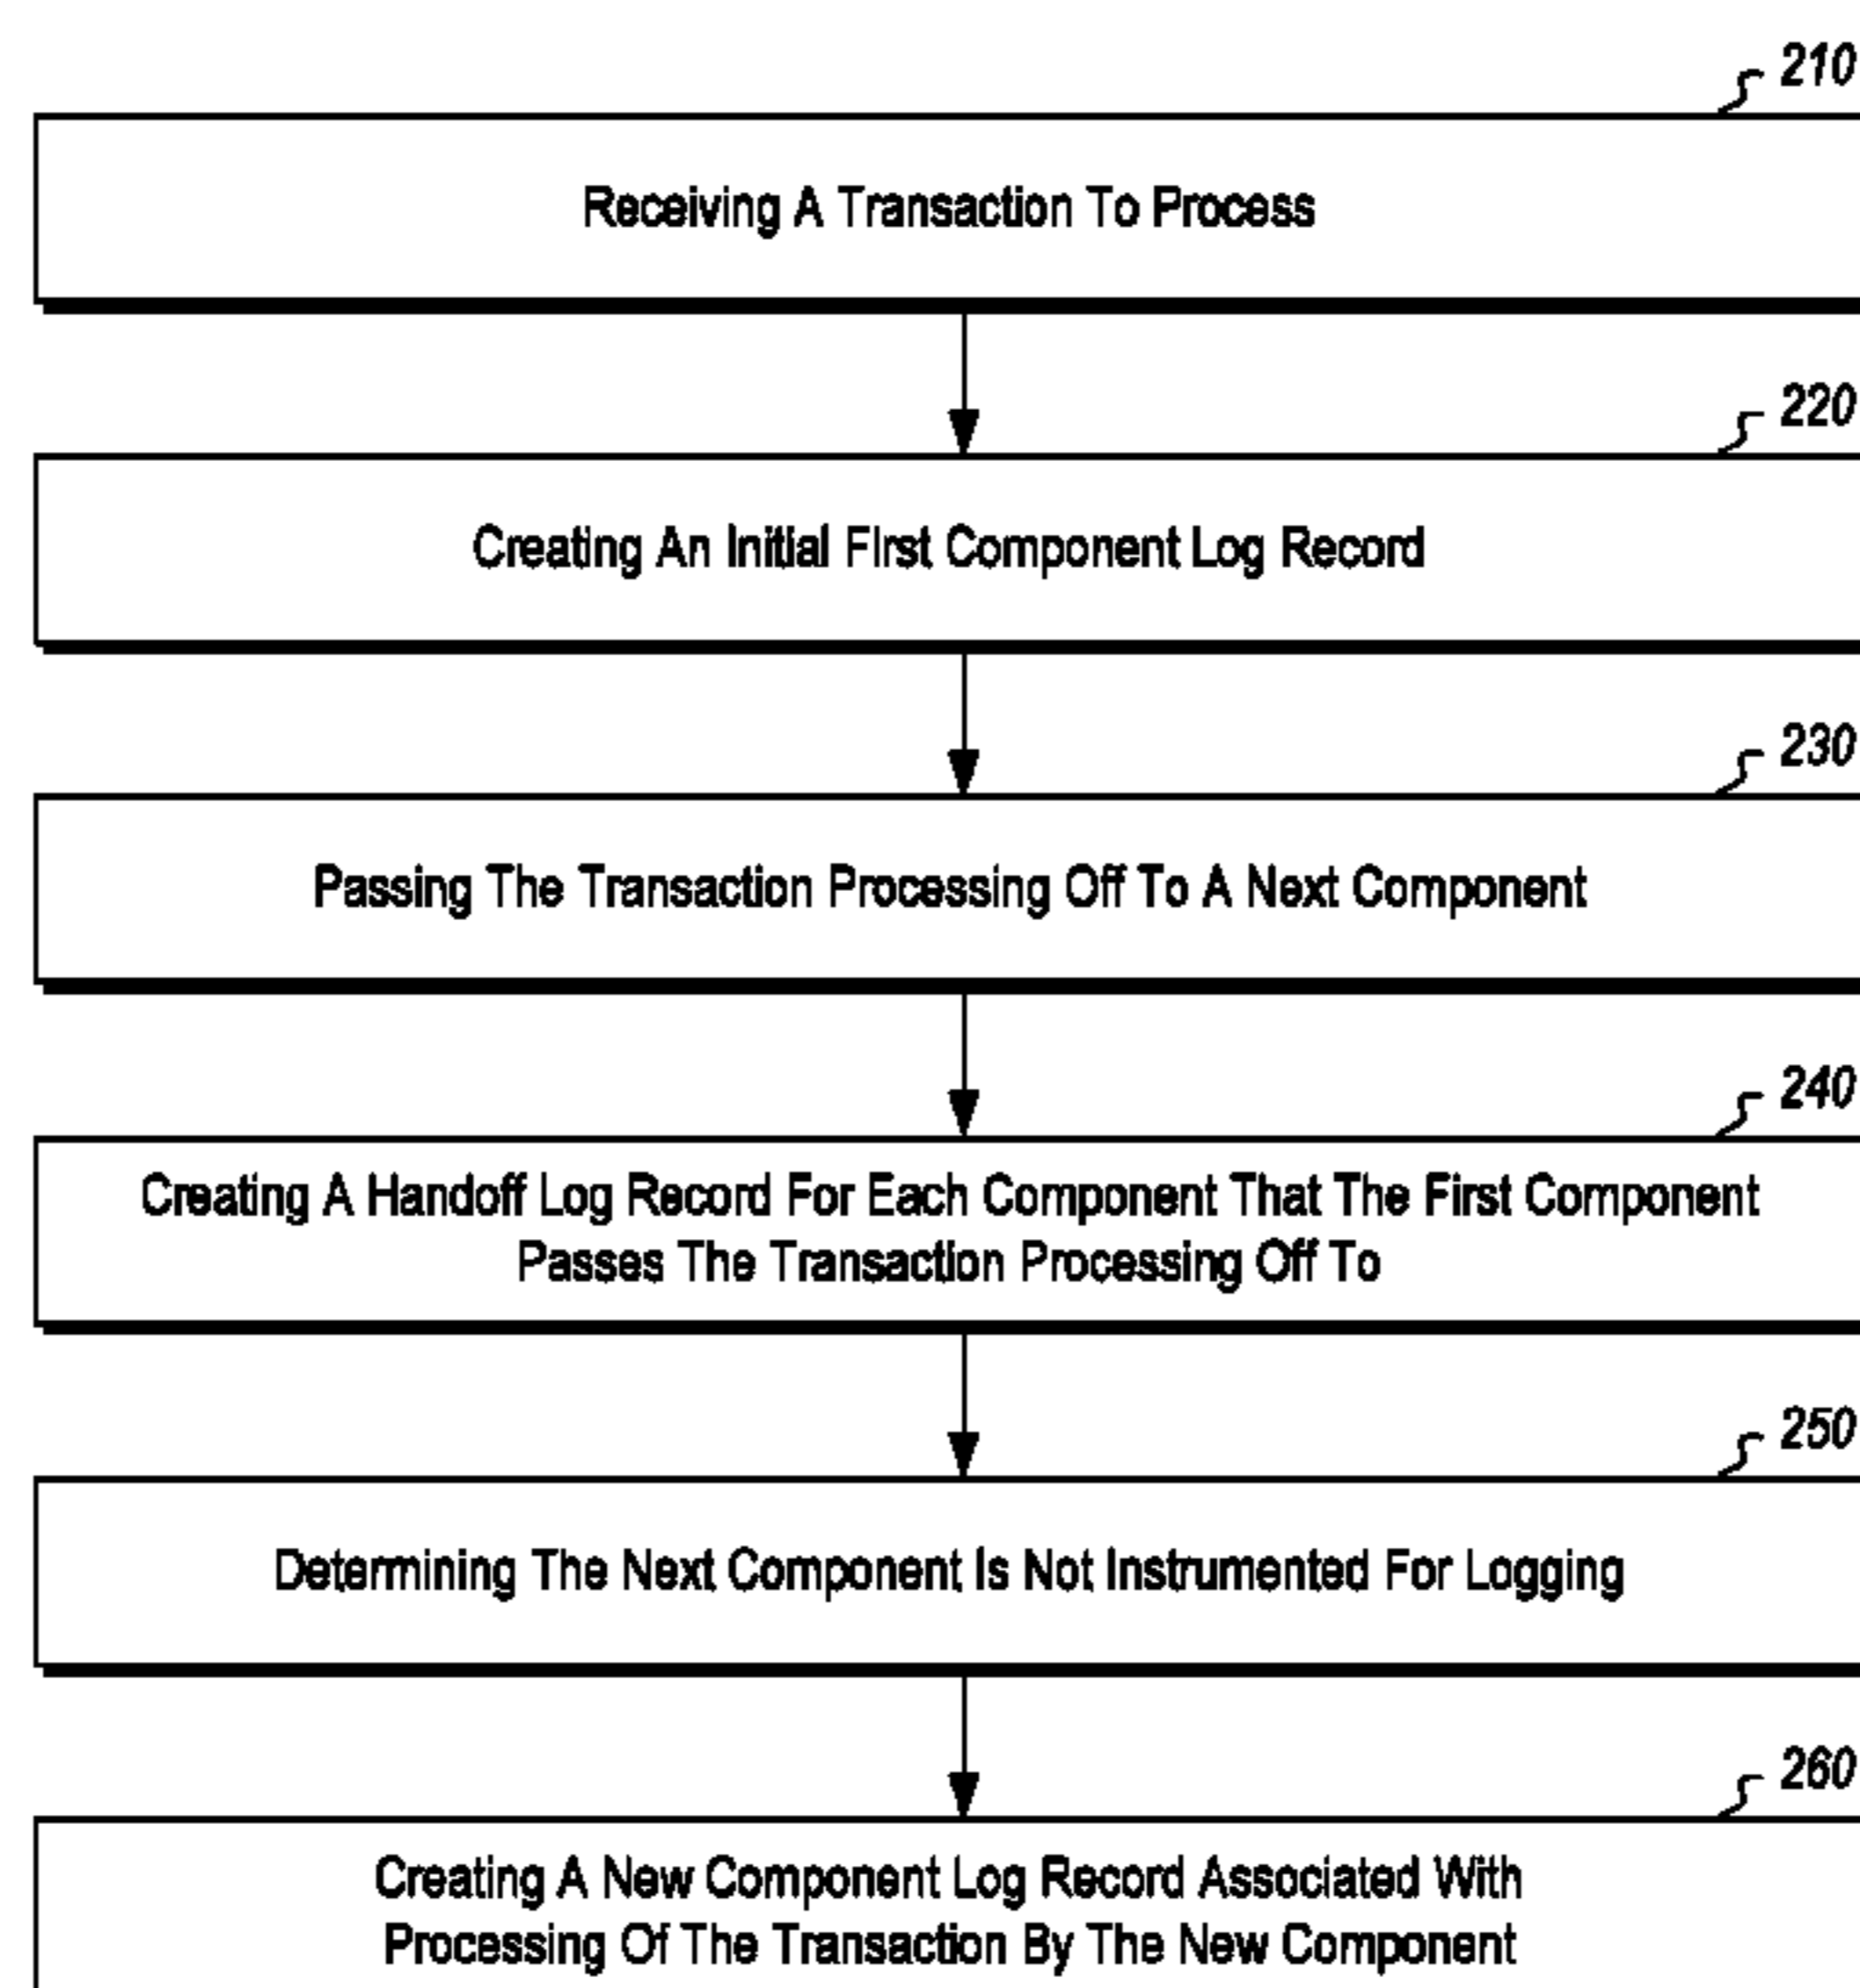 210
Receiving A Transaction To Process
220
Creating An Initial First Component Log Record
230
Passing The Transaction Processing Off To A Next Component
240
Creating A Handoff Log Record For Each Component That The First Component
Passes The Transaction Processing Off To
250
Determining The Next Component Is Not Instrumented For Logging
260
Creating A New Component Log Record Associated With
Processing Of The Transaction By The New Component